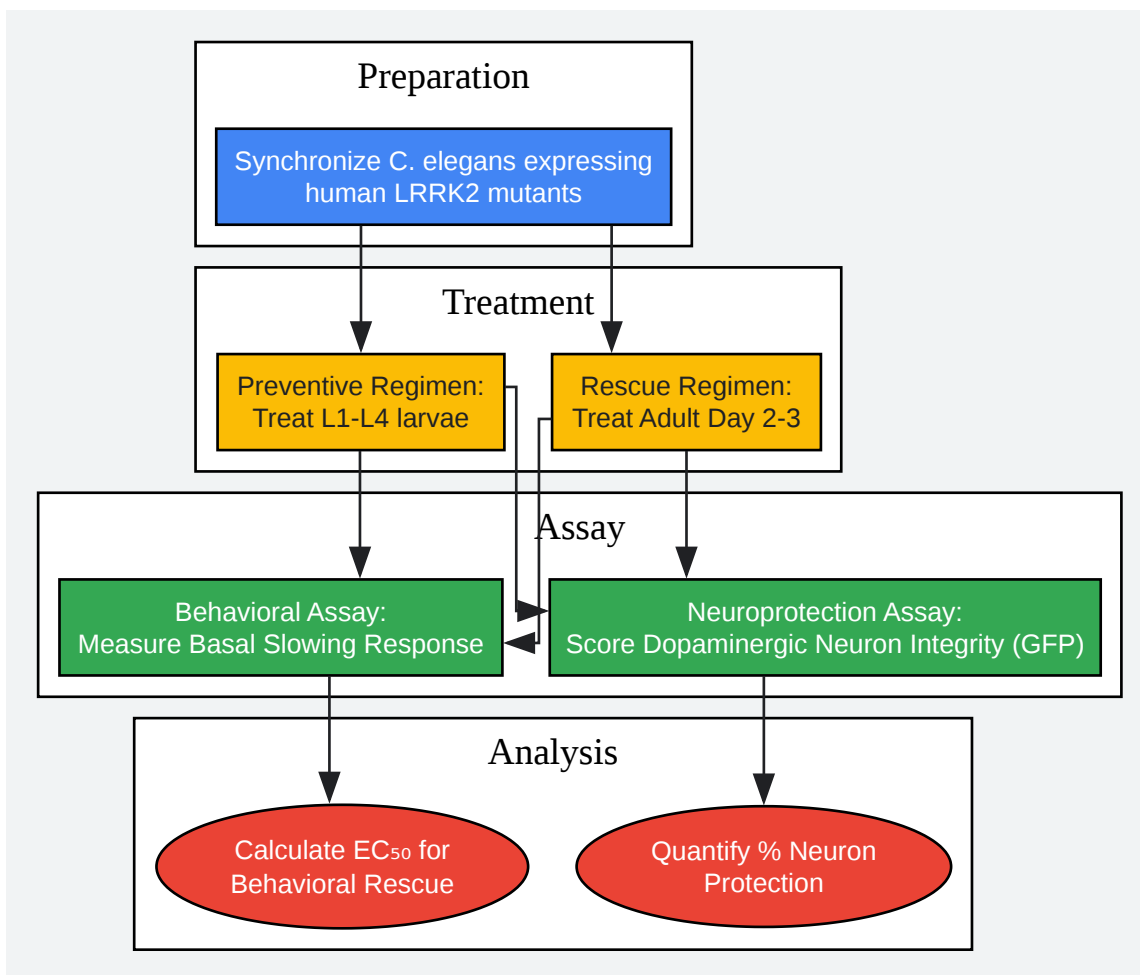 Preparation
Synchronize C. elegans expressing
human LRRK2 mutants
Treatment
Preventive Regimen:
Treat L1-L4 larvae
Rescue Regimen:
Treat Adult Day 2-3
Assay
Behavioral Assay:
Measure Basal Slowing Response
Neuroprotection Assay:
Score Dopaminergic Neuron Integrity (GFP)
Analysis
Calculate EC₅₀ for
Behavioral Rescue
Quantify % Neuron
Protection